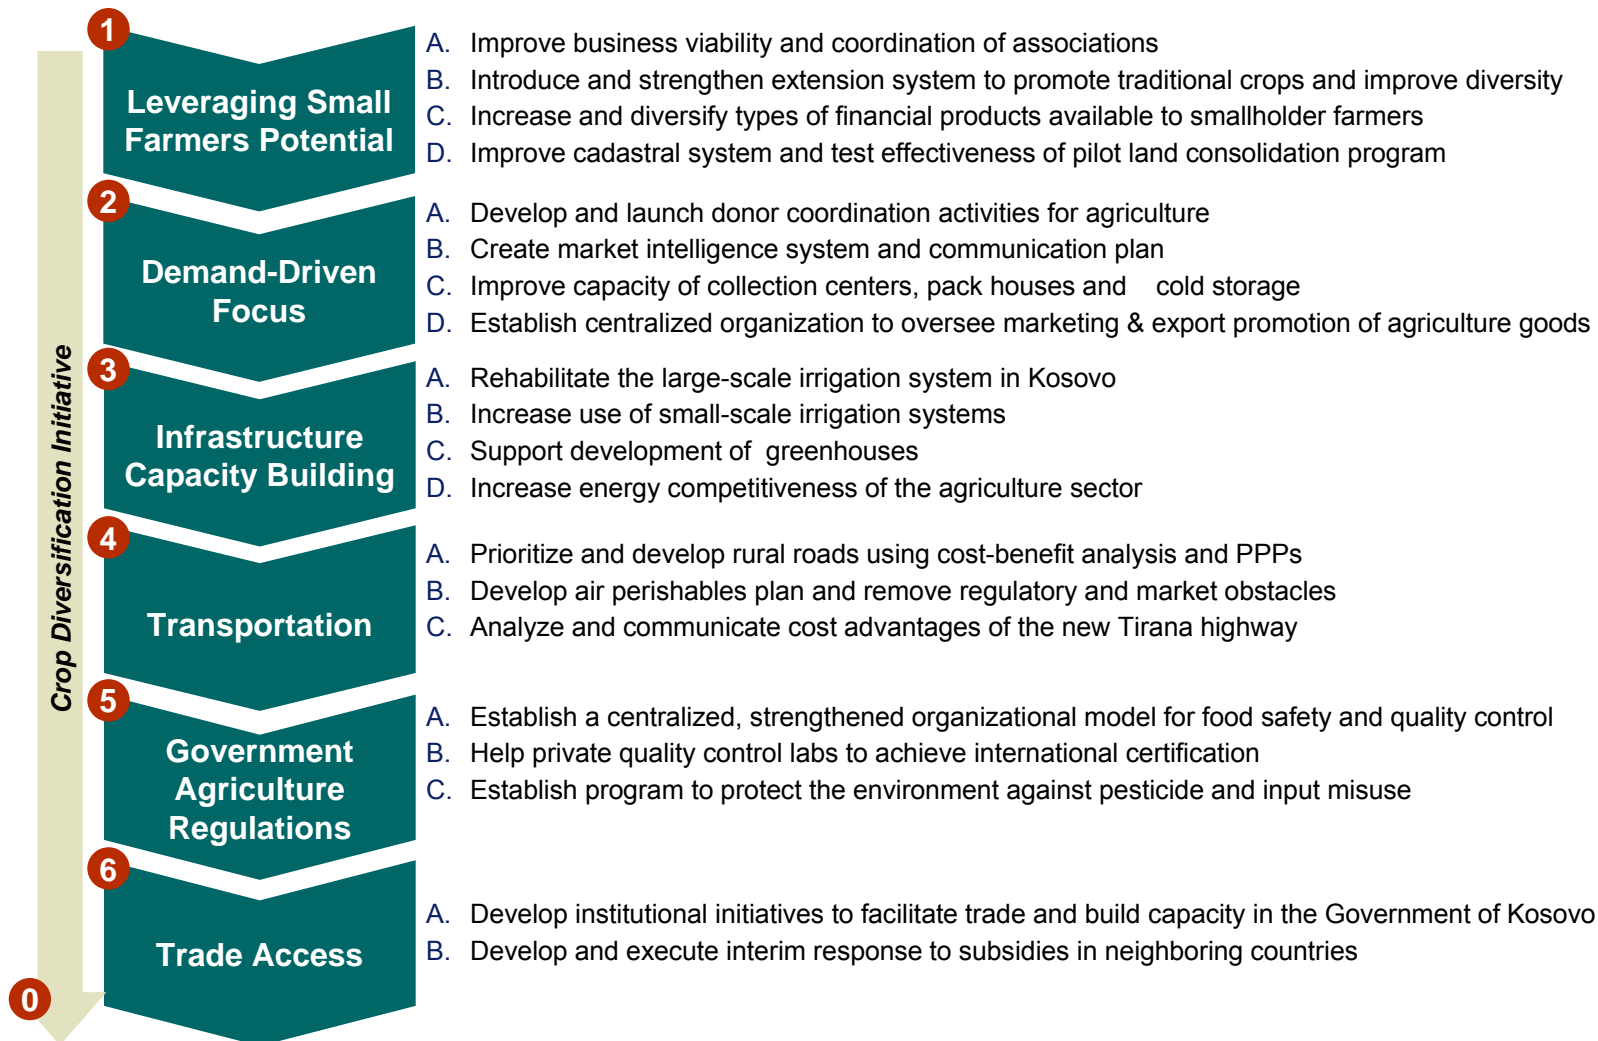 1
Leveraging Small
Farmers Potential
A. Improve business viability and coordination of associations
B. Introduce and strengthen extension system to promote traditional crops and improve diversity
C. Increase and diversify types of financial products available to smallholder farmers
D. Improve cadastral system and test effectiveness of pilot land consolidation program
2
Demand-Driven
Focus
A. Develop and launch donor coordination activities for agriculture
B. Create market intelligence system and communication plan
C. Improve capacity of collection centers, pack houses and cold storage
D. Establish centralized organization to oversee marketing & export promotion of agriculture goods
3
Infrastructure
Capacity Building
A. Rehabilitate the large-scale irrigation system in Kosovo
B. Increase use of small-scale irrigation systems
C. Support development of greenhouses
D. Increase energy competitiveness of the agriculture sector
4
Transportation
A. Prioritize and develop rural roads using cost-benefit analysis and PPPs
B. Develop air perishables plan and remove regulatory and market obstacles
C. Analyze and communicate cost advantages of the new Tirana highway
5
Government
Agriculture
Regulations
A. Establish a centralized, strengthened organizational model for food safety and quality control
B. Help private quality control labs to achieve international certification
C. Establish program to protect the environment against pesticide and input misuse
6
Trade Access
A. Develop institutional initiatives to facilitate trade and build capacity in the Government of Kosovo
B. Develop and execute interim response to subsidies in neighboring countries
0
Crop Diversification Initiative